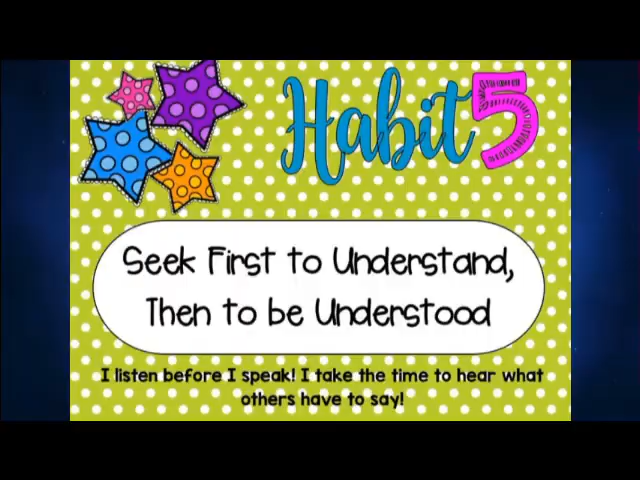 Habit 5
Seek First to Understand,
Then to be Understood
I listen before I speak! I take the time to hear what
others have to say!